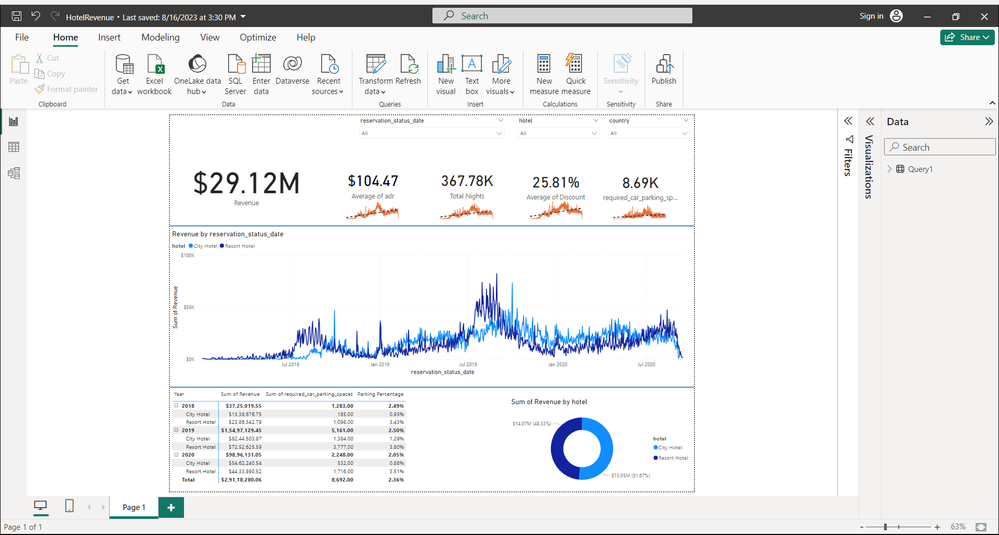 HotelRevenue • Last saved: 8/16/2023 at 3:30 PM
Search
Sign in
File Home Insert Modeling View Optimize Help
Share
Paste
Cut
Copy
Format painter
Clipboard
Get data
Excel workbook
OneLake data hub
SQL Server
Enter data
Dataverse
Recent sources
Data
Transform data
Refresh
Queries
New visual
A
Text box
More visuals
Insert
New measure
Quick measure
Calculations
Sensitivity
Sensitivity
Publish
Share
reservation_status_date
All
hotel
All
country
All
$29.12M
Revenue
$104.47
Average of adr
367.78K
Total Nights
25.81%
Average of Discount
8.69K
required_car_parking_sp...
Revenue by reservation_status_date
hotel City Hotel Resort Hotel
$100K
$50K
$0K
Sum of Revenue
Jul 2018 Jan 2019 Jul 2019 Jan 2020 Jul 2020
reservation_status_date
Year Sum of Revenue Sum of required_car_parking_spaces Parking Percentage
2018 $37,25,019.55 1,283.00 2.49%
City Hotel $13,38,676.75 185.00 0.95%
Resort Hotel $23,86,342.79 1,098.00 3.43%
2019 $1,54,97,129.45 5,161.00 2.50%
City Hotel $82,44,503.87 1,384.00 1.29%
Resort Hotel $72,52,625.59 3,777.00 3.80%
2020 $98,96,131.05 2,248.00 2.05%
City Hotel $54,62,240.54 532.00 0.88%
Resort Hotel $44,33,890.52 1,716.00 3.51%
Total $2,91,18,280.06 8,692.00 2.36%
Sum of Revenue by hotel
$14.07M (48.33%)
$15.05M (51.67%)
hotel
City Hotel
Resort Hotel
Filters
Visualizations
Data
Search
Query1
Page 1
Page 1 of 1
63%